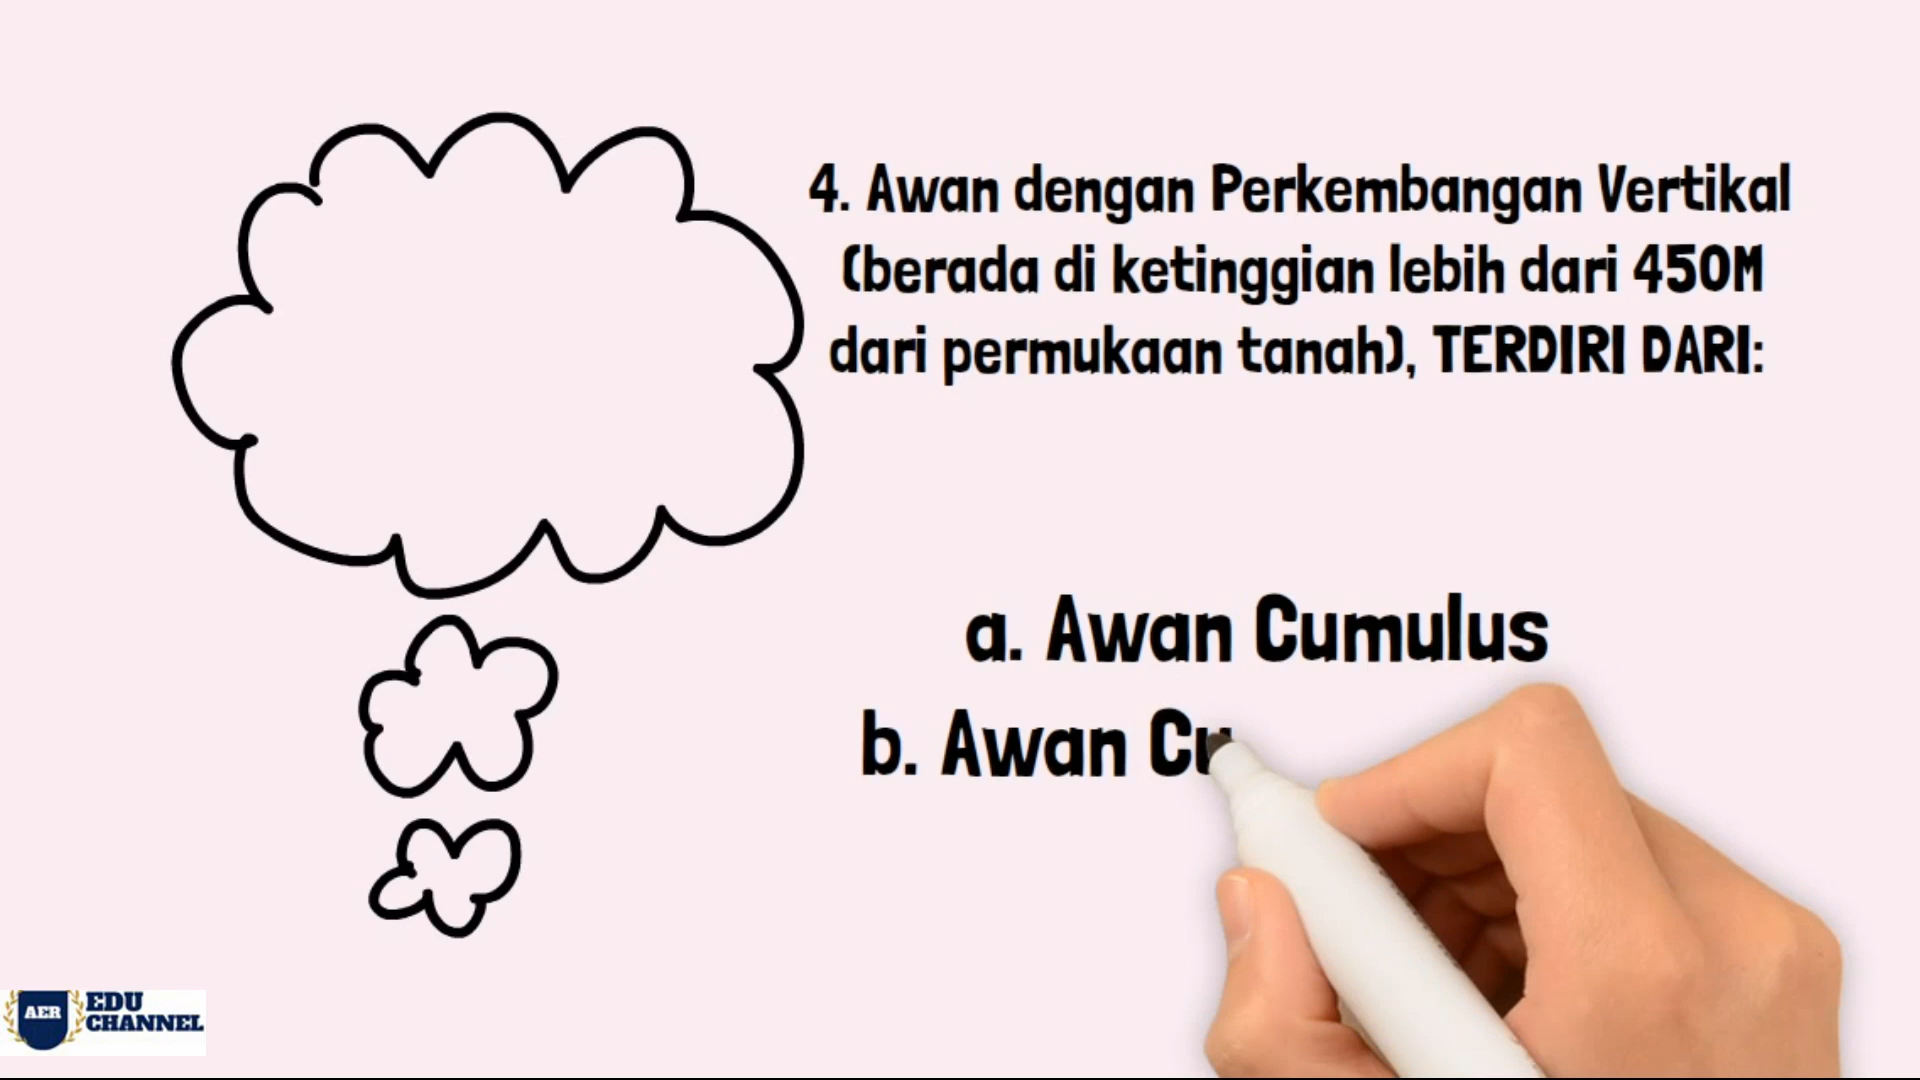 4. Awan dengan Perkembangan Vertikal
(berada di ketinggian lebih dari 450M
dari permukaan tanah), TERDIRI DARI:
a. Awan Cumulus
b. Awan Cu
AER
EDU
CHANNEL